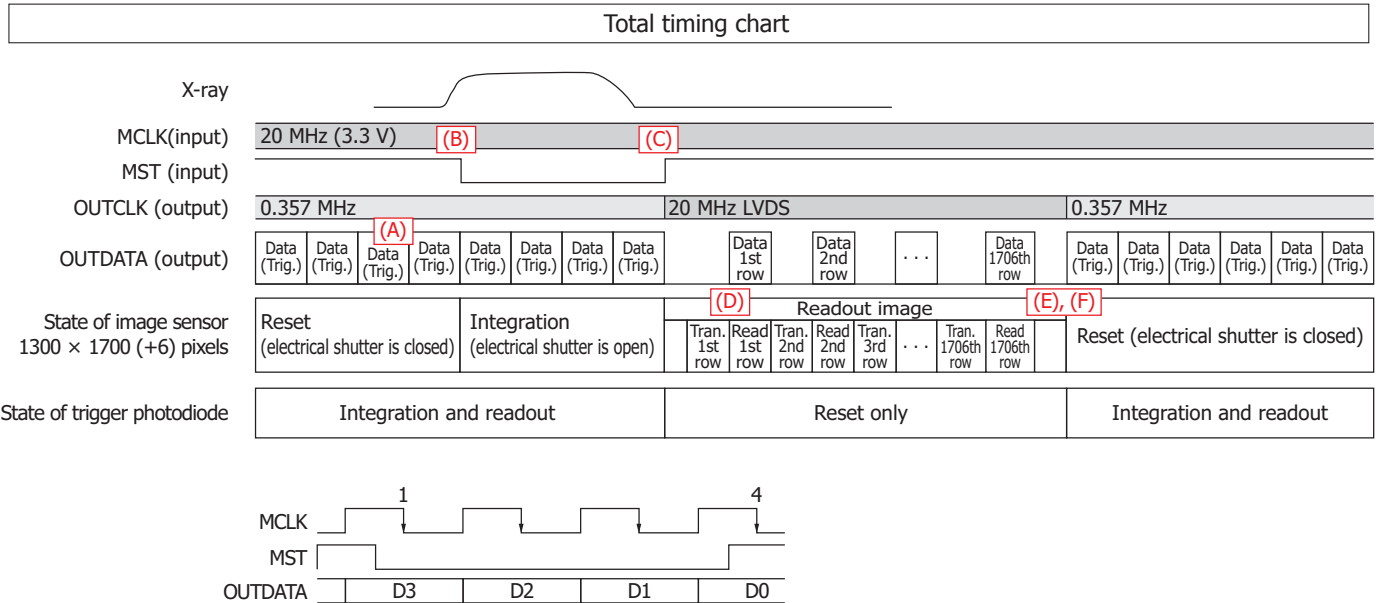 Total timing chart
X-ray
MCLK(input) 20 MHz (3.3 V) (B) (C)
MST (input)
OUTCLK (output) 0.357 MHz 20 MHz LVDS 0.357 MHz
(A)
OUTDATA (output)
Data (Trig.) Data (Trig.) Data (Trig.) Data (Trig.) Data (Trig.) Data (Trig.) Data (Trig.) Data (Trig.) Data 1st row Data 2nd row · · · Data 1706th row Data (Trig.) Data (Trig.) Data (Trig.) Data (Trig.) Data (Trig.) Data (Trig.)
(D) (E), (F)
State of image sensor
1300 × 1700 (+6) pixels
Reset
(electrical shutter is closed)
Integration
(electrical shutter is open)
Readout image
Tran. 1st row Read 1st row Tran. 2nd row Read 2nd row Tran. 3rd row · · · Tran. 1706th row Read 1706th row
Reset (electrical shutter is closed)
State of trigger photodiode Integration and readout Reset only Integration and readout
1 4
MCLK
MST
OUTDATA D3 D2 D1 D0